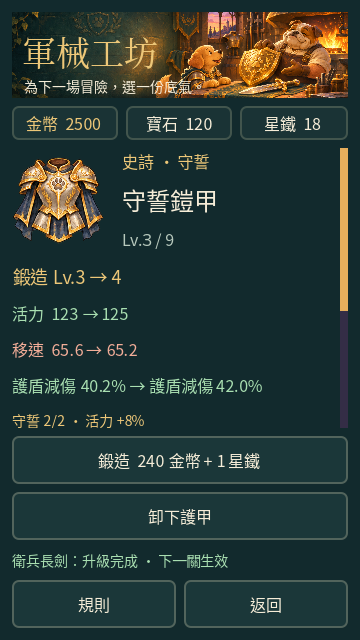 軍械工坊
為下一場冒險，選一份底氣。
金幣 2500
寶石 120
星鐵 18
史詩 · 守誓
守誓鎧甲
Lv.3 / 9
鍛造 Lv.3 → 4
活力 123 → 125
移速 65.6 → 65.2
護盾減傷 40.2% → 護盾減傷 42.0%
守誓 2/2 · 活力 +8%
鍛造 240 金幣 + 1 星鐵
卸下護甲
衛兵長劍：升級完成 · 下一關生效
規則
返回